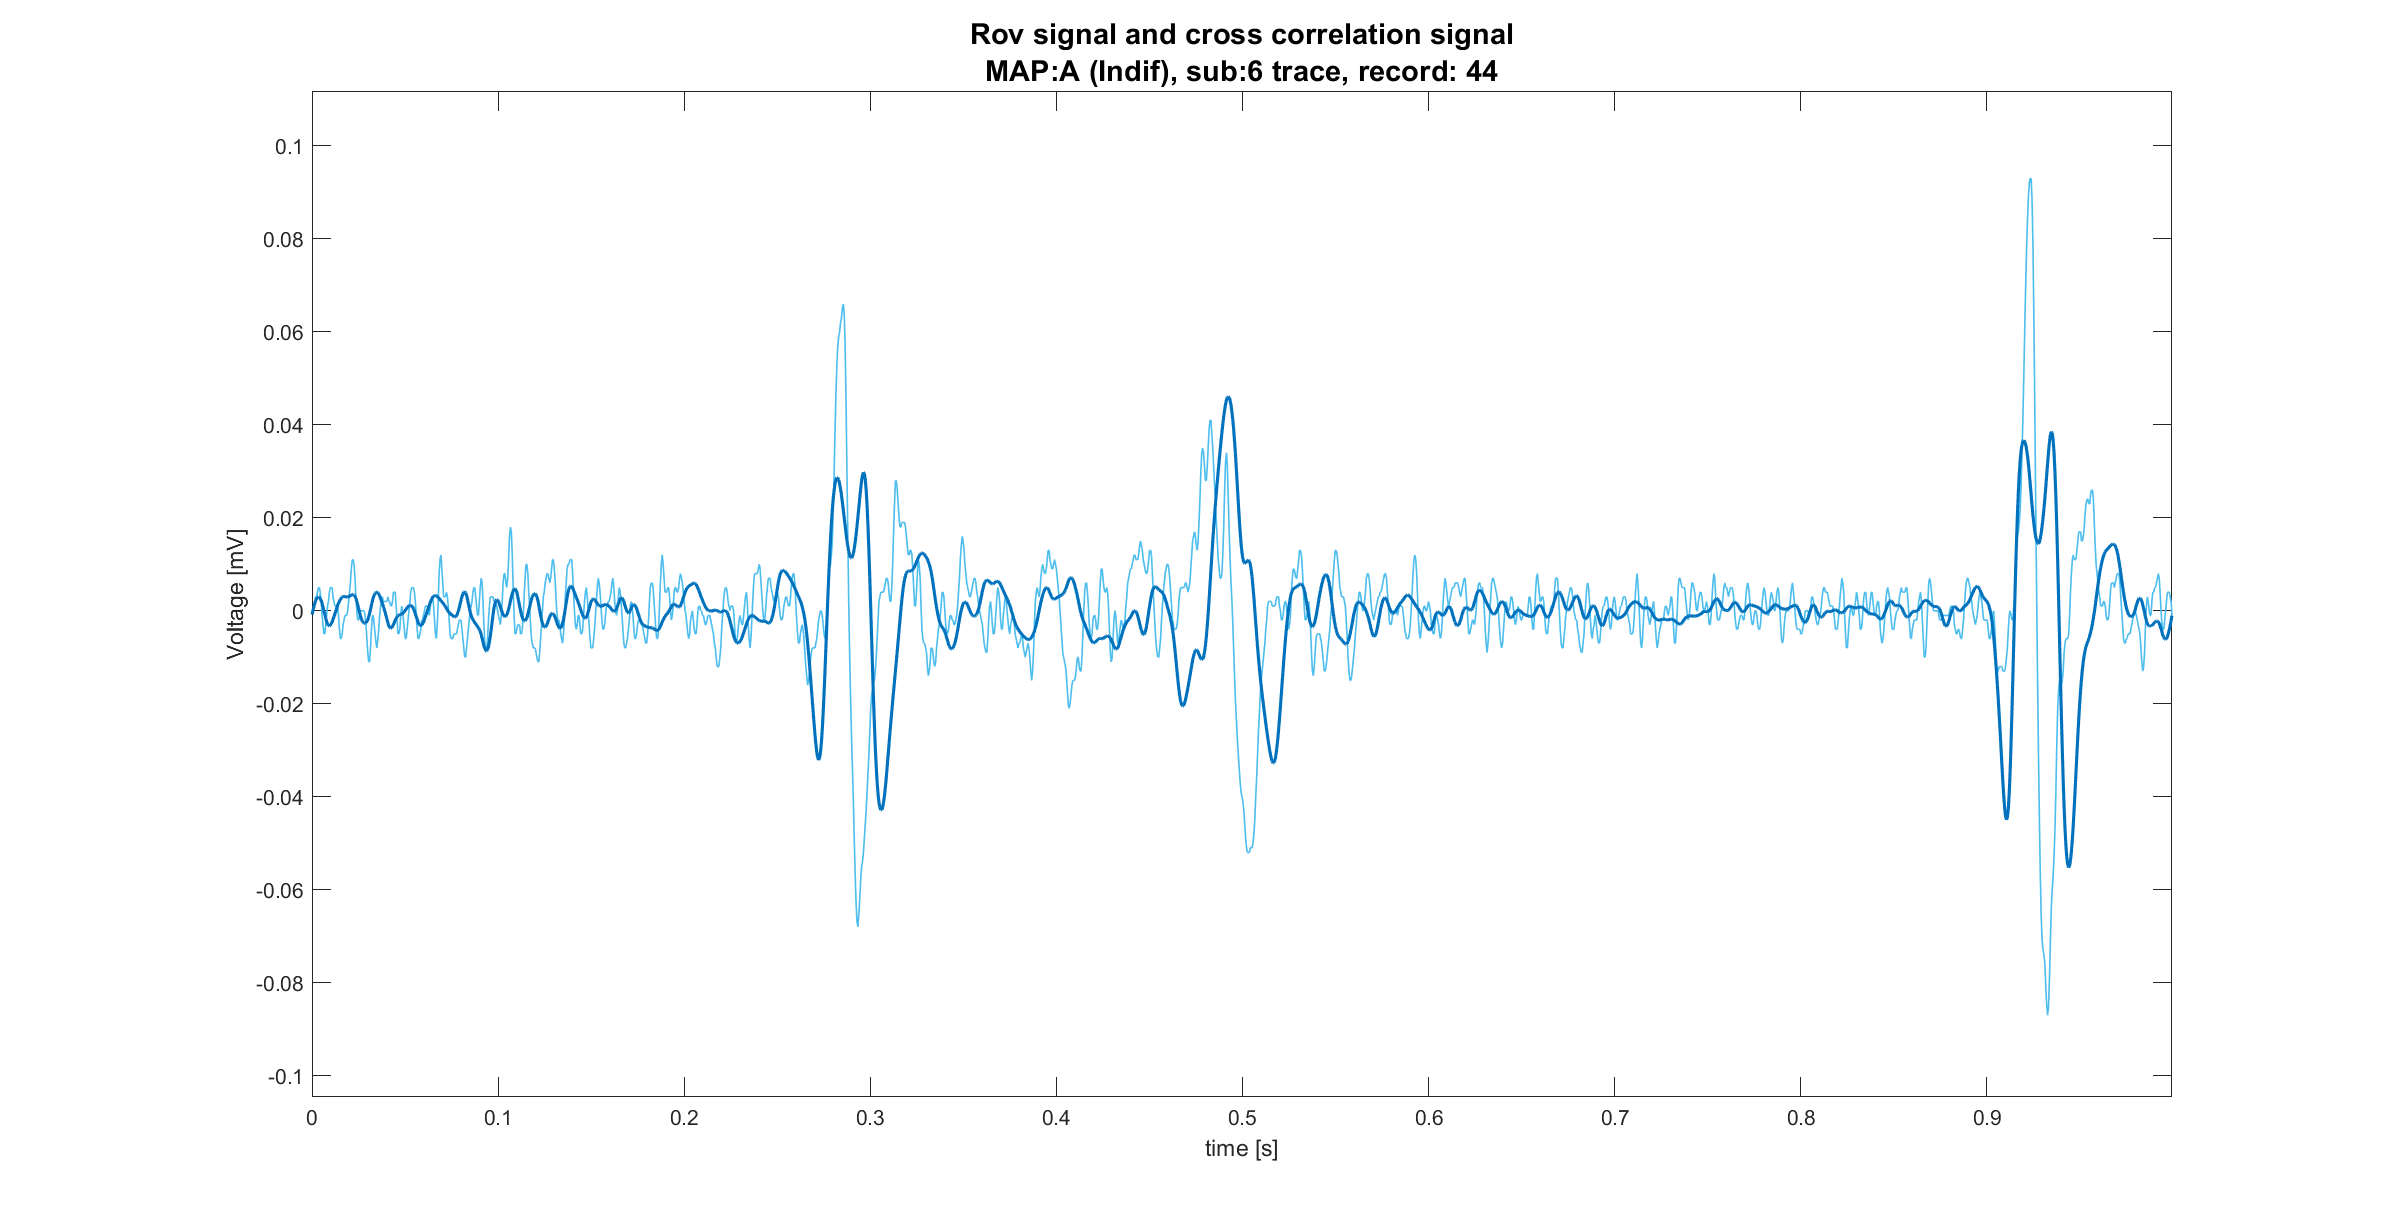 Rov signal and cross correlation signal
MAP:A (Indif), sub:6 trace, record: 44
0.1
0.08
0.06
0.04
0.02
0
-0.02
-0.04
-0.06
-0.08
-0.1
Voltage [mV]
0 0.1 0.2 0.3 0.4 0.5 0.6 0.7 0.8 0.9
time [s]